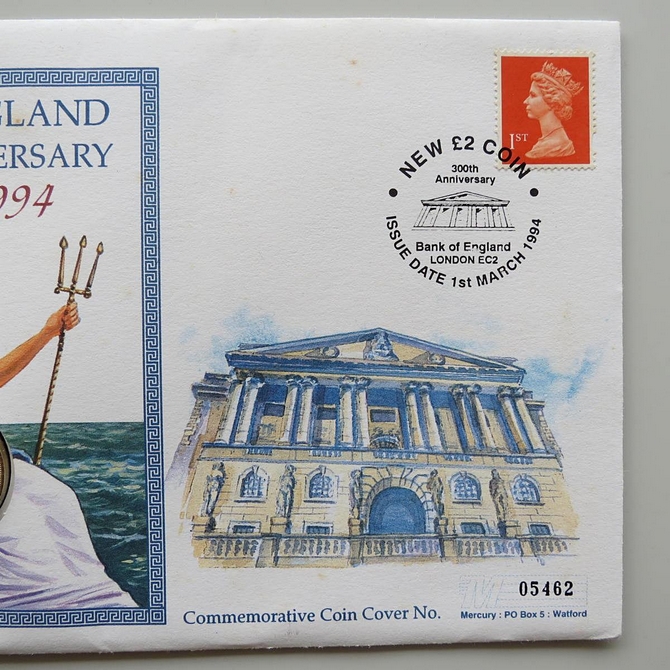 GLAND
ERSARY
994
1ST
NEW £2 COIN
300th
Anniversary
Bank of England
LONDON EC2
ISSUE DATE 1st MARCH 1994
05462
Commemorative Coin Cover No.
Mercury : PO Box 5 : Watford